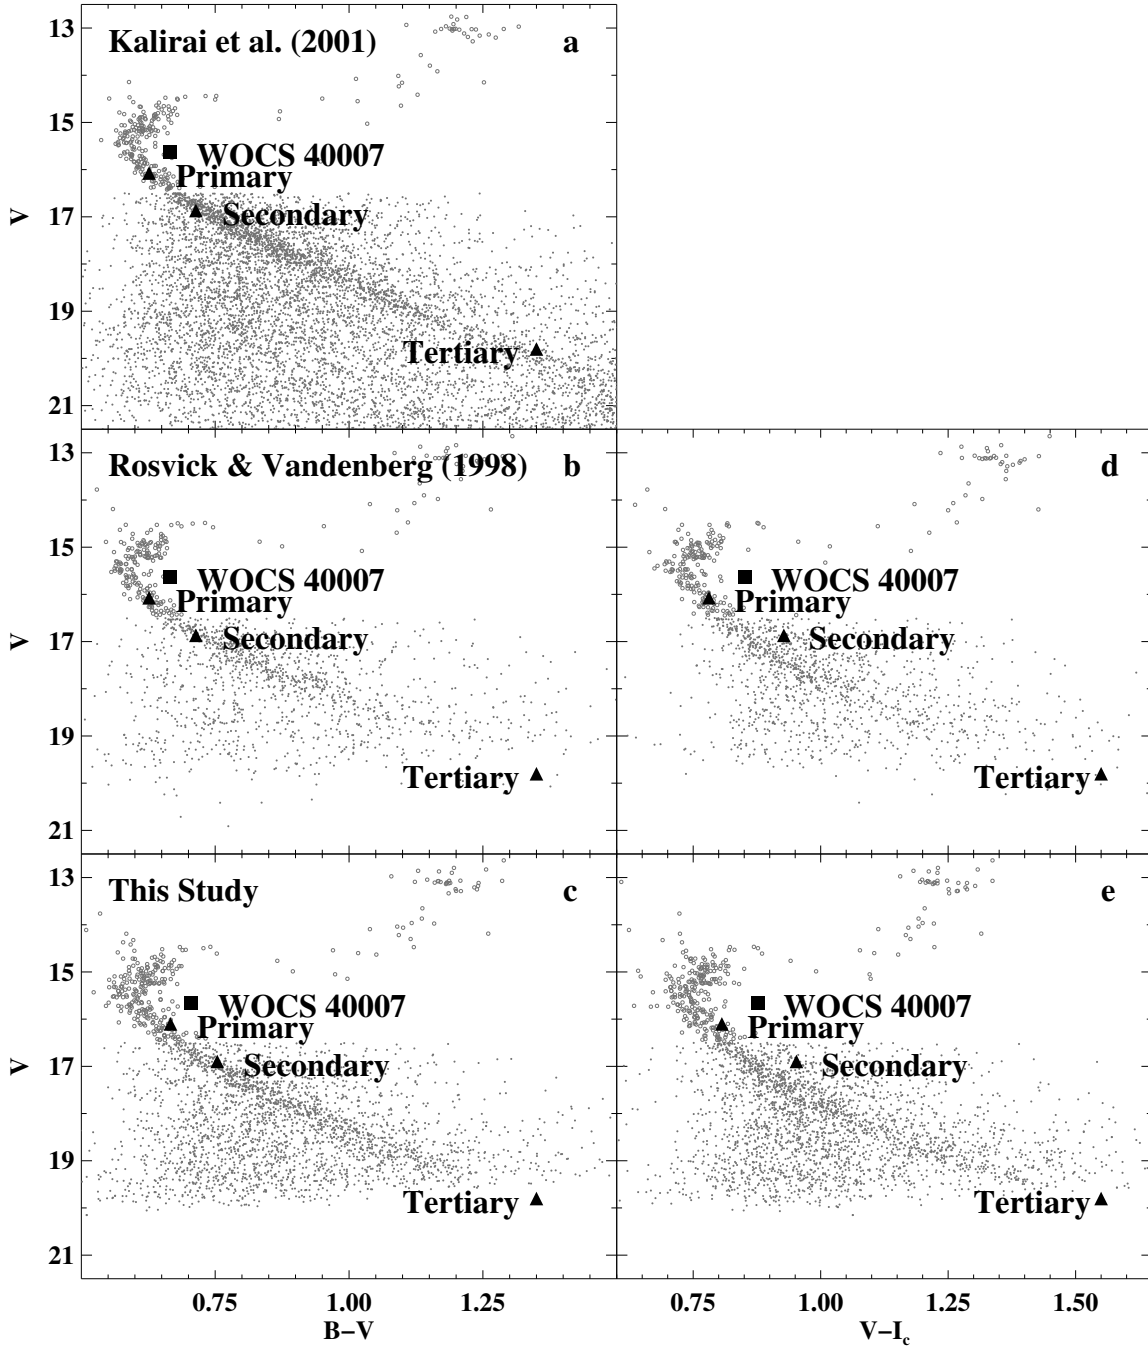 Kalirai et al. (2001)
a
13
15
17
19
21
V
WOCS 40007
Primary
Secondary
Tertiary
Rosvick & Vandenberg (1998)
b
13
15
17
19
21
V
WOCS 40007
Primary
Secondary
Tertiary
d
WOCS 40007
Primary
Secondary
Tertiary
This Study
c
13
15
17
19
21
V
WOCS 40007
Primary
Secondary
Tertiary
e
WOCS 40007
Primary
Secondary
Tertiary
0.75 1.00 1.25
B−V
0.75 1.00 1.25 1.50
V−Ic